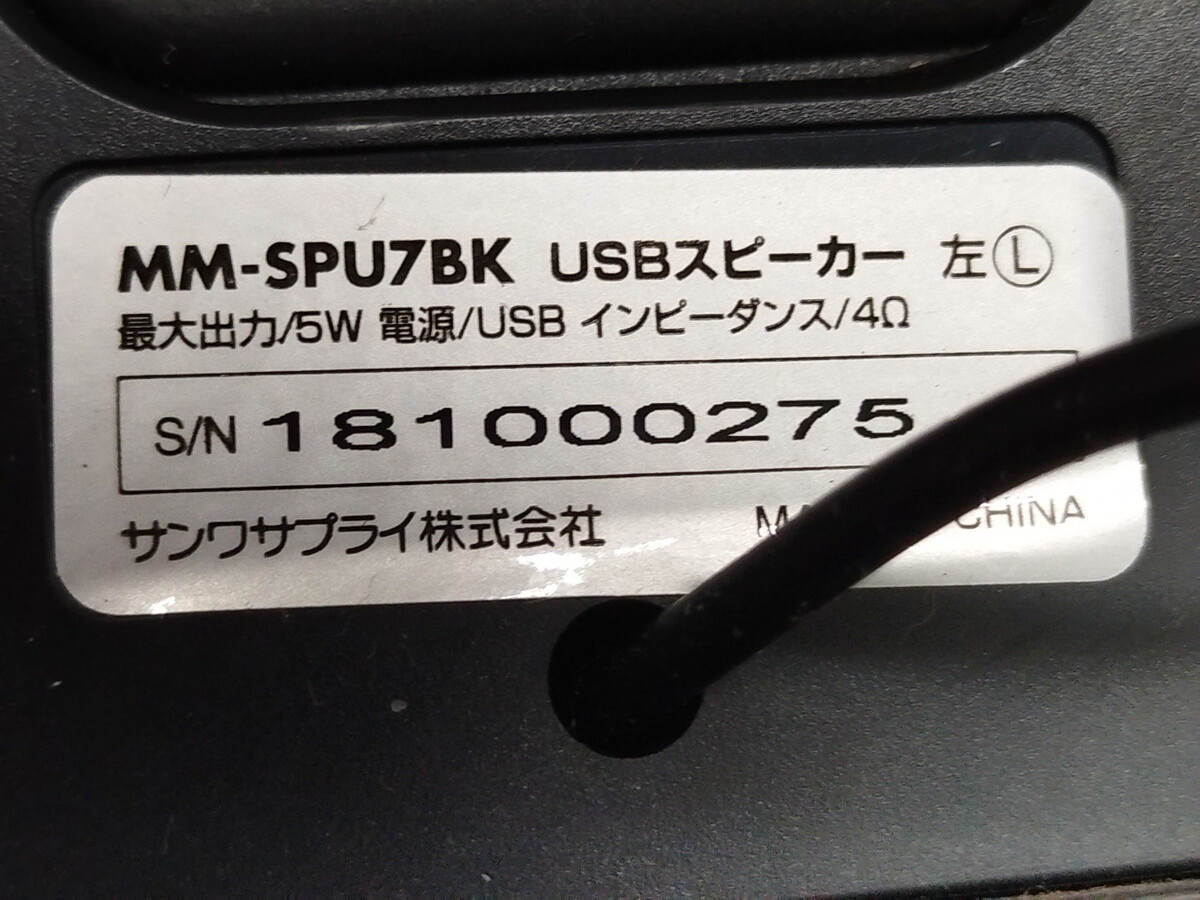 MM-SPU7BK USBスピーカー 左Ⓛ
最大出力/5W 電源/USB インピーダンス/4Ω
S/N 181000275
サンワサプライ株式会社 CHINA